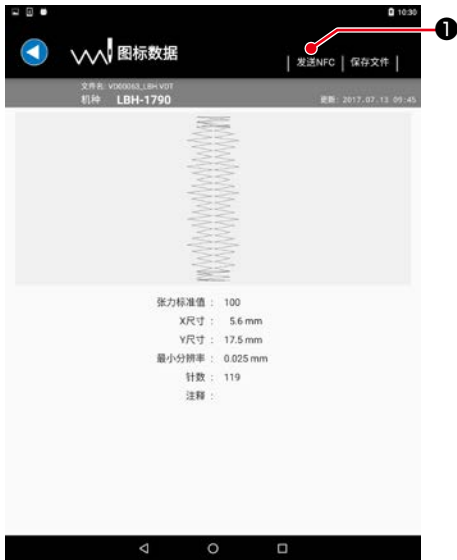 10:30
❶
图标数据
发送NFC
保存文件
文件名: VD00063_LBH.VDT
机种 LBH-1790
更新: 2017.07.13 09:45
张力标准值 : 100
X尺寸 : 5.6 mm
Y尺寸 : 17.5 mm
最小分辨率 : 0.025 mm
针数 : 119
注释 :